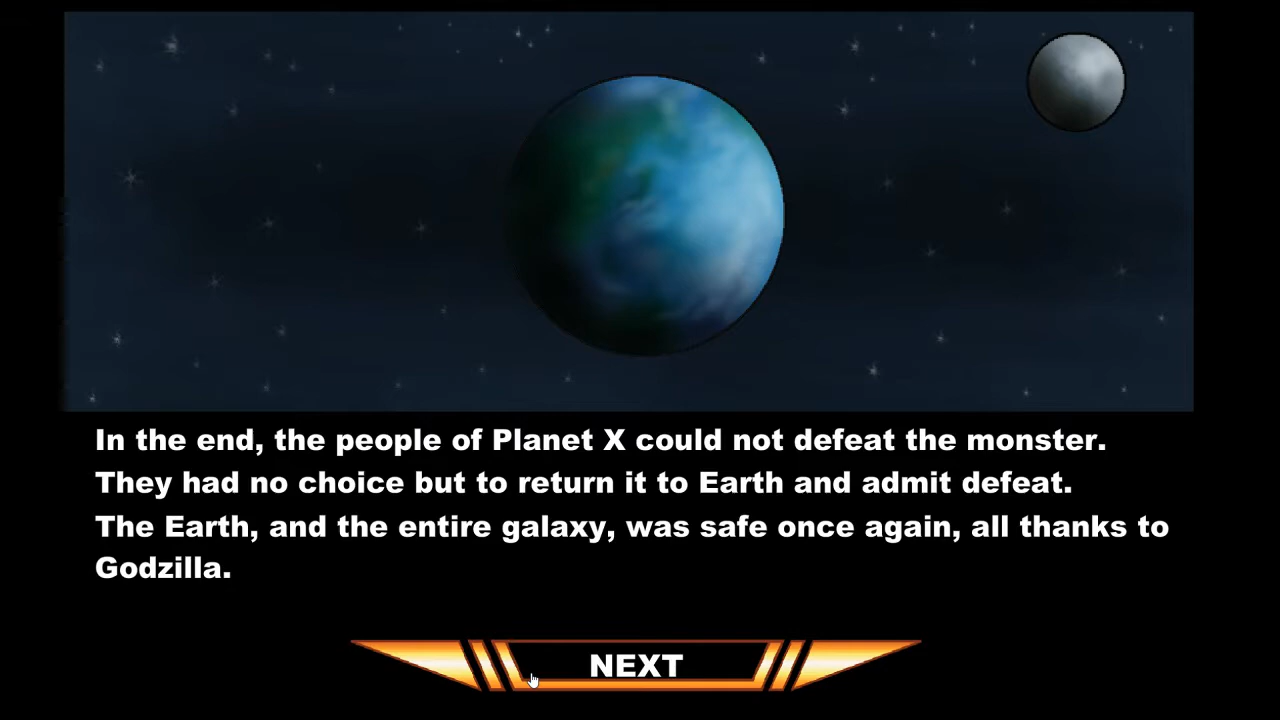 In the end, the people of Planet X could not defeat the monster.
They had no choice but to return it to Earth and admit defeat.
The Earth, and the entire galaxy, was safe once again, all thanks to
Godzilla.
NEXT